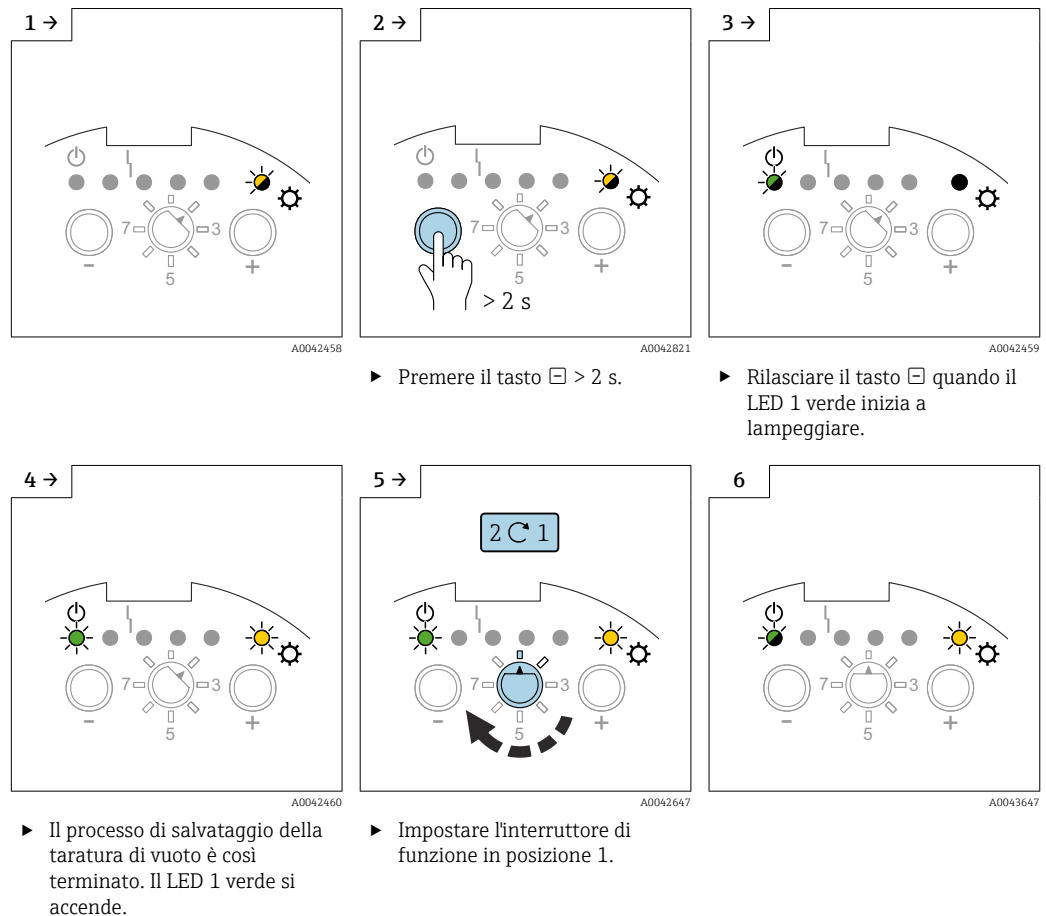 1 →
7
3
5
-
+
A0042458
2 →
7
3
5
+
> 2 s
A0042821
► Premere il tasto ⊟ > 2 s.
3 →
7
3
5
-
+
A0042459
► Rilasciare il tasto ⊟ quando il
LED 1 verde inizia a
lampeggiare.
4 →
7
3
5
-
+
A0042460
► Il processo di salvataggio della
taratura di vuoto è così
terminato. Il LED 1 verde si
accende.
5 →
2 ↻ 1
7
3
5
-
+
A0042647
► Impostare l'interruttore di
funzione in posizione 1.
6
7
3
5
-
+
A0043647